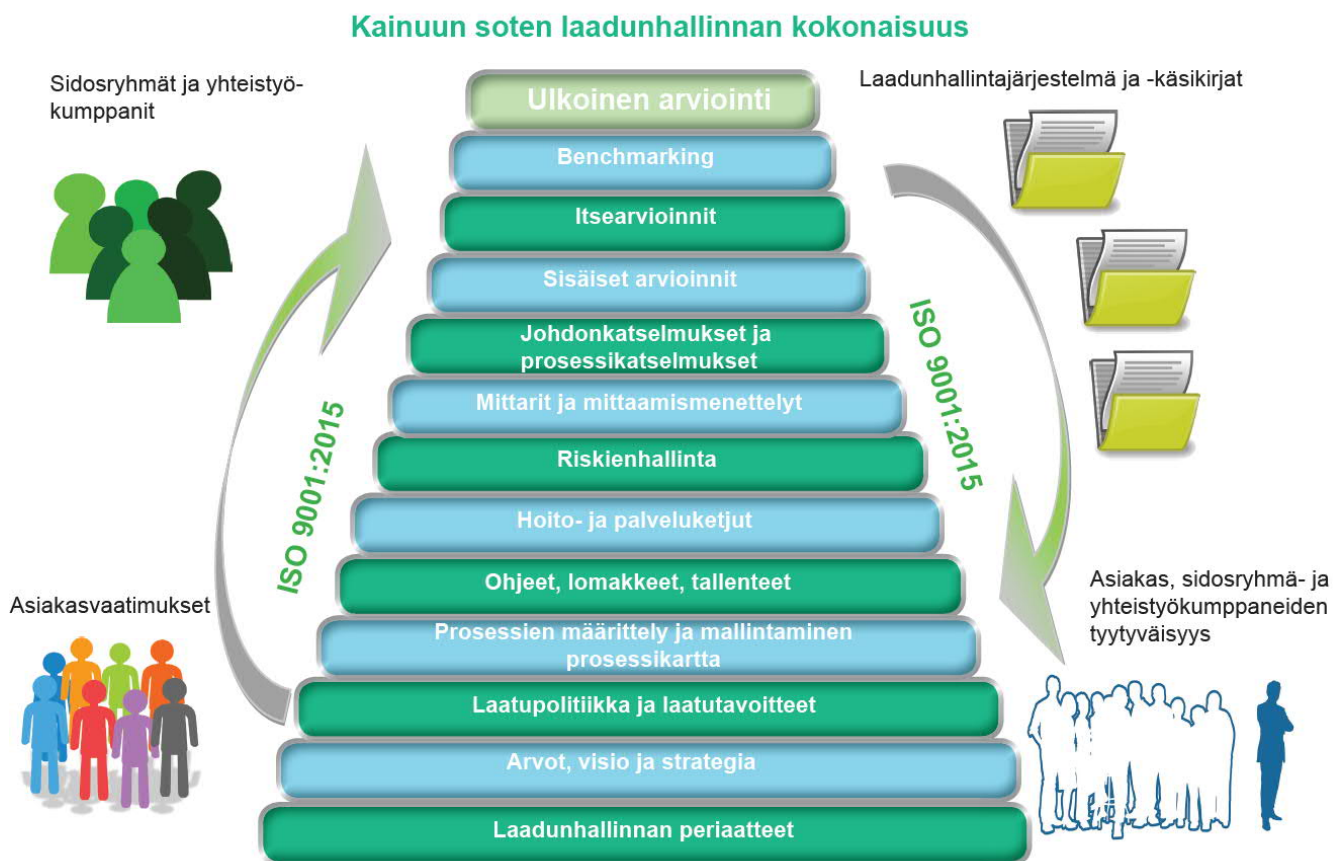 Kainuun soten laadunhallinnan kokonaisuus
Sidosryhmät ja yhteistyö-
kumppanit
Laadunhallintajärjestelmä ja -käsikirjat
Ulkoinen arviointi
Benchmarking
Itsearvioinnit
Sisäiset arvioinnit
Johdonkatselmukset ja
prosessikatselmukset
Mittarit ja mittaamismenettelyt
Riskienhallinta
Hoito- ja palveluketjut
Ohjeet, lomakkeet, tallenteet
Prosessien määrittely ja mallintaminen
prosessikartta
Laatupolitiikka ja laatutavoitteet
Arvot, visio ja strategia
Laadunhallinnan periaatteet
ISO 9001:2015
ISO 9001:2015
Asiakasvaatimukset
Asiakas, sidosryhmä- ja
yhteistyökumppaneiden
tyytyväisyys